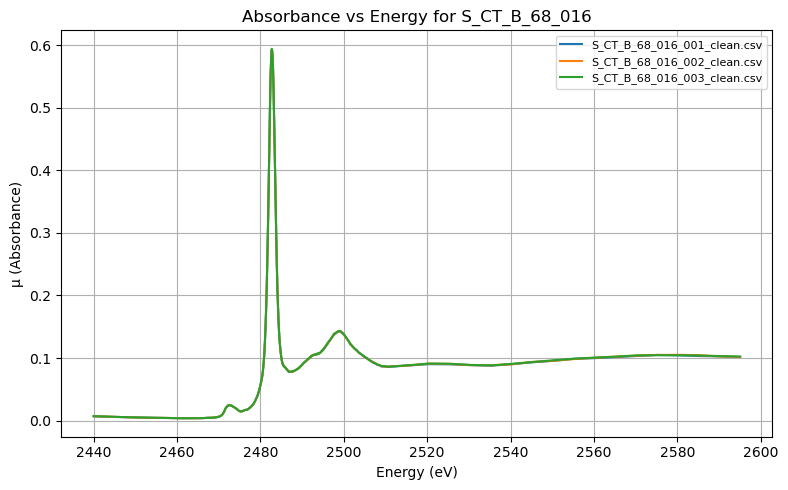 Absorbance vs Energy for S_CT_B_68_016
S_CT_B_68_016_001_clean.csv
S_CT_B_68_016_002_clean.csv
S_CT_B_68_016_003_clean.csv
μ (Absorbance)
0.6
0.5
0.4
0.3
0.2
0.1
0.0
2440 2460 2480 2500 2520 2540 2560 2580 2600
Energy (eV)